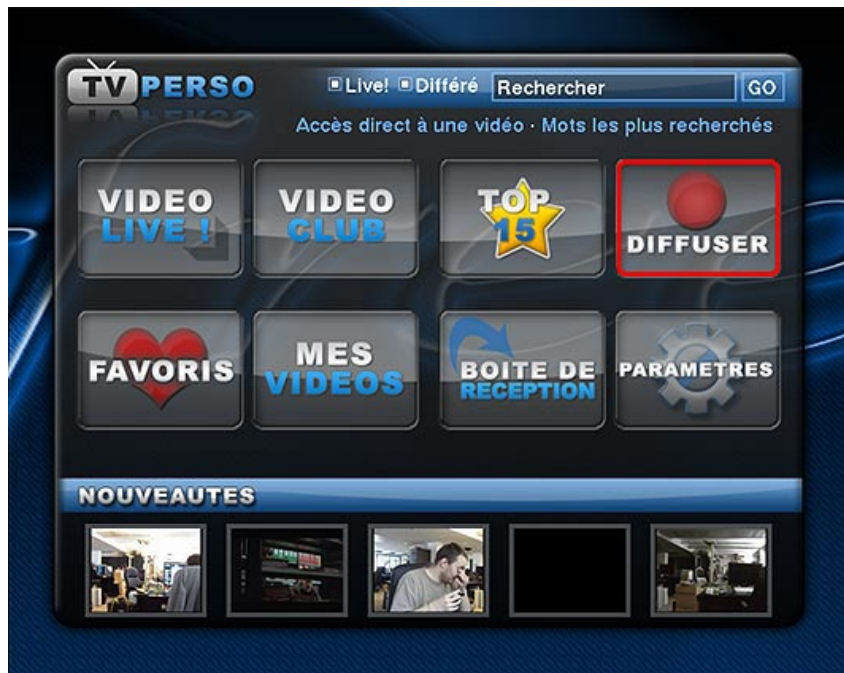 TV PERSO
Live! Différé Rechercher GO
Accès direct à une vidéo · Mots les plus recherchés
VIDEO
LIVE !
VIDEO
CLUB
TOP
15
DIFFUSER
FAVORIS
MES
VIDEOS
BOITE DE
RECEPTION
PARAMETRES
NOUVEAUTES